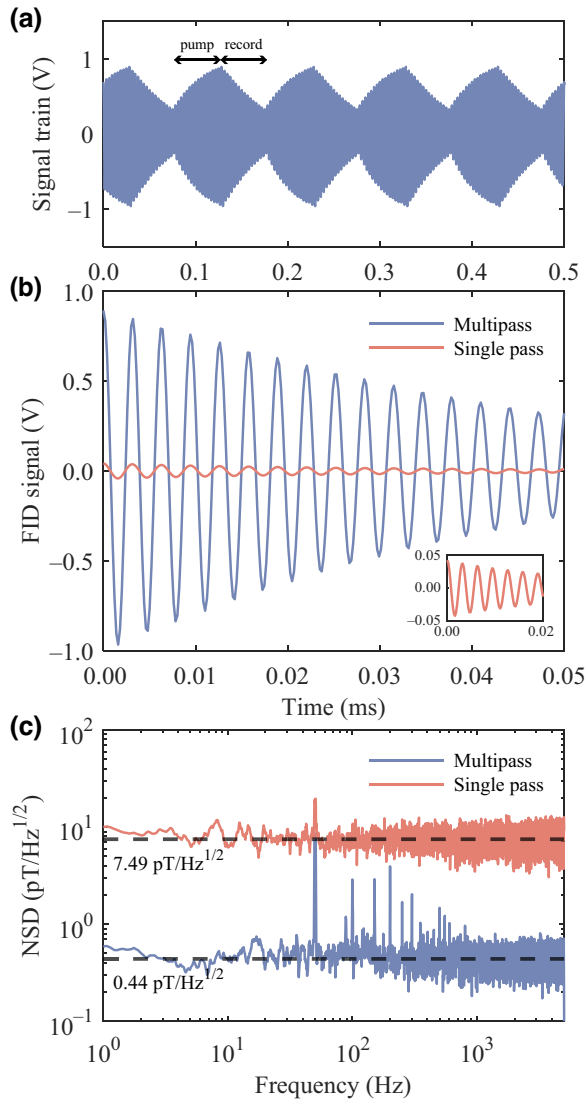 (a)
pump record
Signal train (V)
1
0
−1
0.0 0.1 0.2 0.3 0.4 0.5
(b)
Multipass
Single pass
FID signal (V)
1.0
0.5
0.0
−0.5
−1.0
0.05
0.00
−0.05
0.00 0.02
0.00 0.01 0.02 0.03 0.04 0.05
Time (ms)
(c)
Multipass
Single pass
NSD (pT/Hz^1/2)
10^2
10^1
10^0
10^−1
7.49 pT/Hz^1/2
0.44 pT/Hz^1/2
10^0 10^1 10^2 10^3
Frequency (Hz)